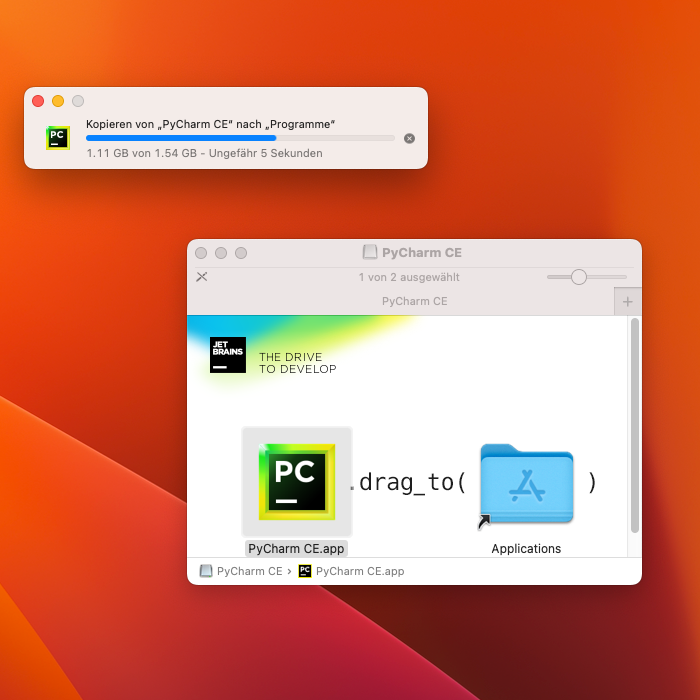 Kopieren von „PyCharm CE“ nach „Programme“
1.11 GB von 1.54 GB – Ungefähr 5 Sekunden
PC
PyCharm CE
1 von 2 ausgewählt
PyCharm CE
+
JET
BRAINS
THE DRIVE
TO DEVELOP
PC
.drag_to( )
PyCharm CE.app
Applications
PyCharm CE › PC PyCharm CE.app